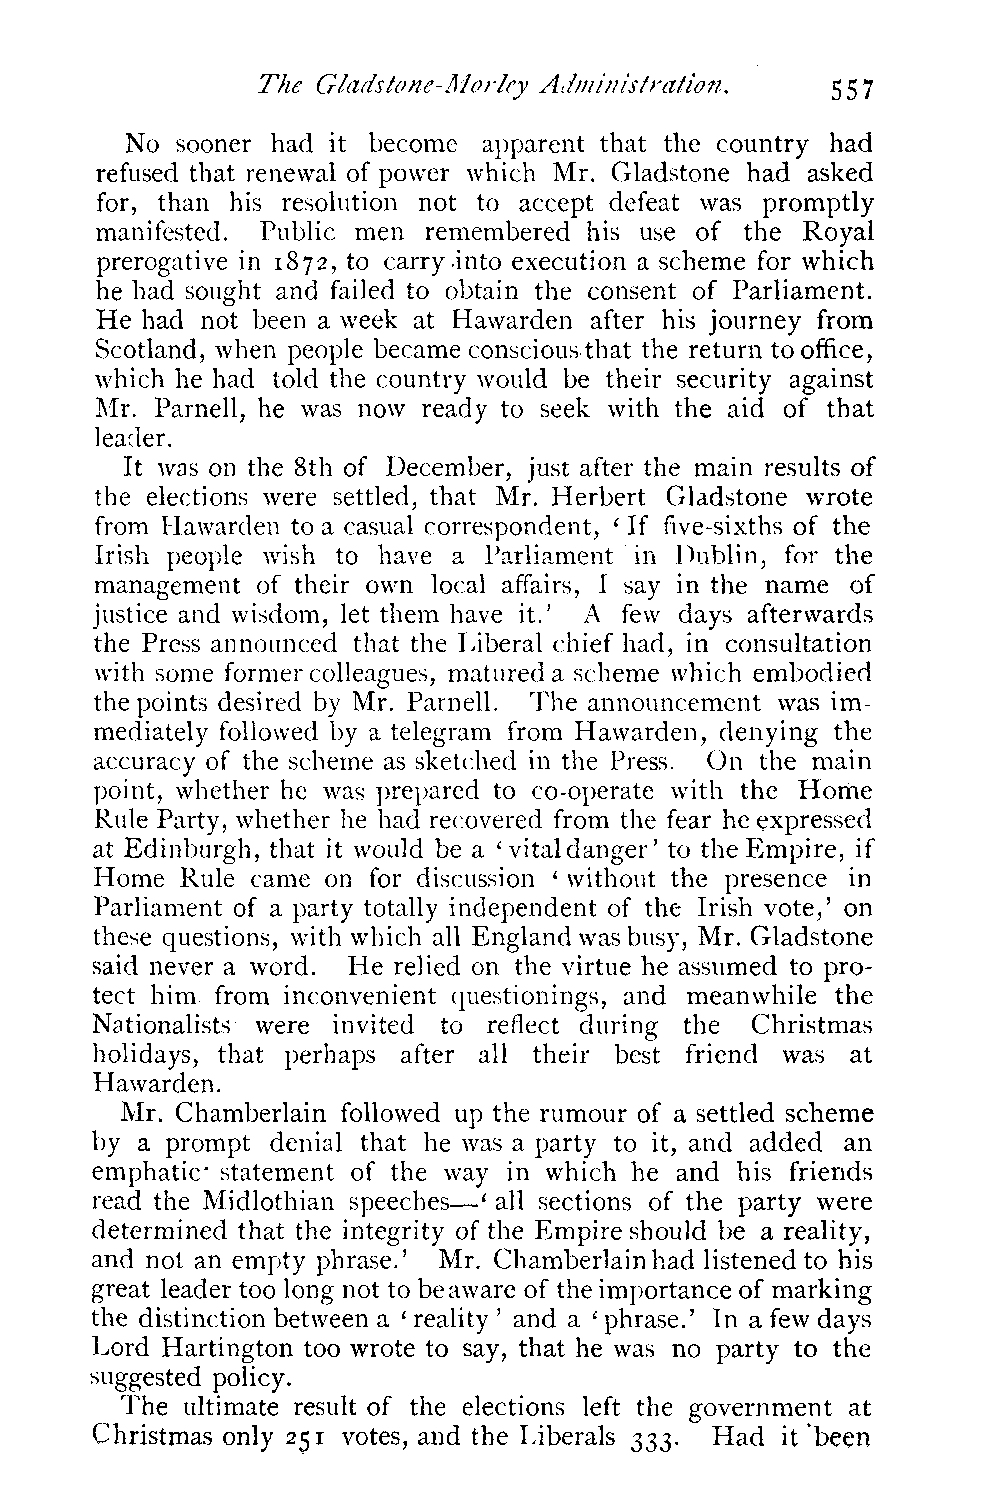 The Gladstone-Morley Administration. 557
No sooner had it become apparent that the country had
refused that renewal of power which Mr. Gladstone had asked
for, than his resolution not to accept defeat was promptly
manifested. Public men remembered his use of the Royal
prerogative in 1872, to carry into execution a scheme for which
he had sought and failed to obtain the consent of Parliament.
He had not been a week at Hawarden after his journey from
Scotland, when people became conscious that the return to office,
which he had told the country would be their security against
Mr. Parnell, he was now ready to seek with the aid of that
leader.
It was on the 8th of December, just after the main results of
the elections were settled, that Mr. Herbert Gladstone wrote
from Hawarden to a casual correspondent, ‘If five-sixths of the
Irish people wish to have a Parliament in Dublin, for the
management of their own local affairs, I say in the name of
justice and wisdom, let them have it.’ A few days afterwards
the Press announced that the Liberal chief had, in consultation
with some former colleagues, matured a scheme which embodied
the points desired by Mr. Parnell. The announcement was im-
mediately followed by a telegram from Hawarden, denying the
accuracy of the scheme as sketched in the Press. On the main
point, whether he was prepared to co-operate with the Home
Rule Party, whether he had recovered from the fear he expressed
at Edinburgh, that it would be a ‘vital danger’ to the Empire, if
Home Rule came on for discussion ‘without the presence in
Parliament of a party totally independent of the Irish vote,’ on
these questions, with which all England was busy, Mr. Gladstone
said never a word. He relied on the virtue he assumed to pro-
tect him from inconvenient questionings, and meanwhile the
Nationalists were invited to reflect during the Christmas
holidays, that perhaps after all their best friend was at
Hawarden.
Mr. Chamberlain followed up the rumour of a settled scheme
by a prompt denial that he was a party to it, and added an
emphatic statement of the way in which he and his friends
read the Midlothian speeches—‘all sections of the party were
determined that the integrity of the Empire should be a reality,
and not an empty phrase.’ Mr. Chamberlain had listened to his
great leader too long not to be aware of the importance of marking
the distinction between a ‘reality’ and a ‘phrase.’ In a few days
Lord Hartington too wrote to say, that he was no party to the
suggested policy.
The ultimate result of the elections left the government at
Christmas only 251 votes, and the Liberals 333. Had it been